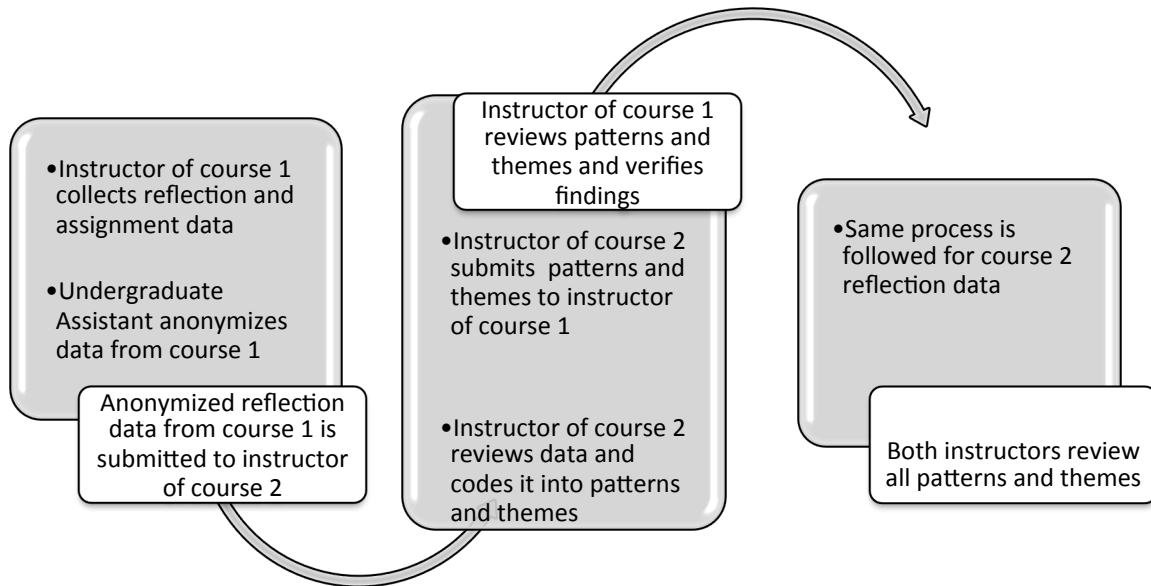 •Instructor of course 1
collects reflection and
assignment data
•Undergraduate
Assistant anonymizes
data from course 1
Anonymized reflection
data from course 1 is
submitted to instructor
of course 2
Instructor of course 1
reviews patterns and
themes and verifies
findings
•Instructor of course 2
submits patterns and
themes to instructor
of course 1
•Instructor of course 2
reviews data and
codes it into patterns
and themes
•Same process is
followed for course 2
reflection data
Both instructors review
all patterns and themes